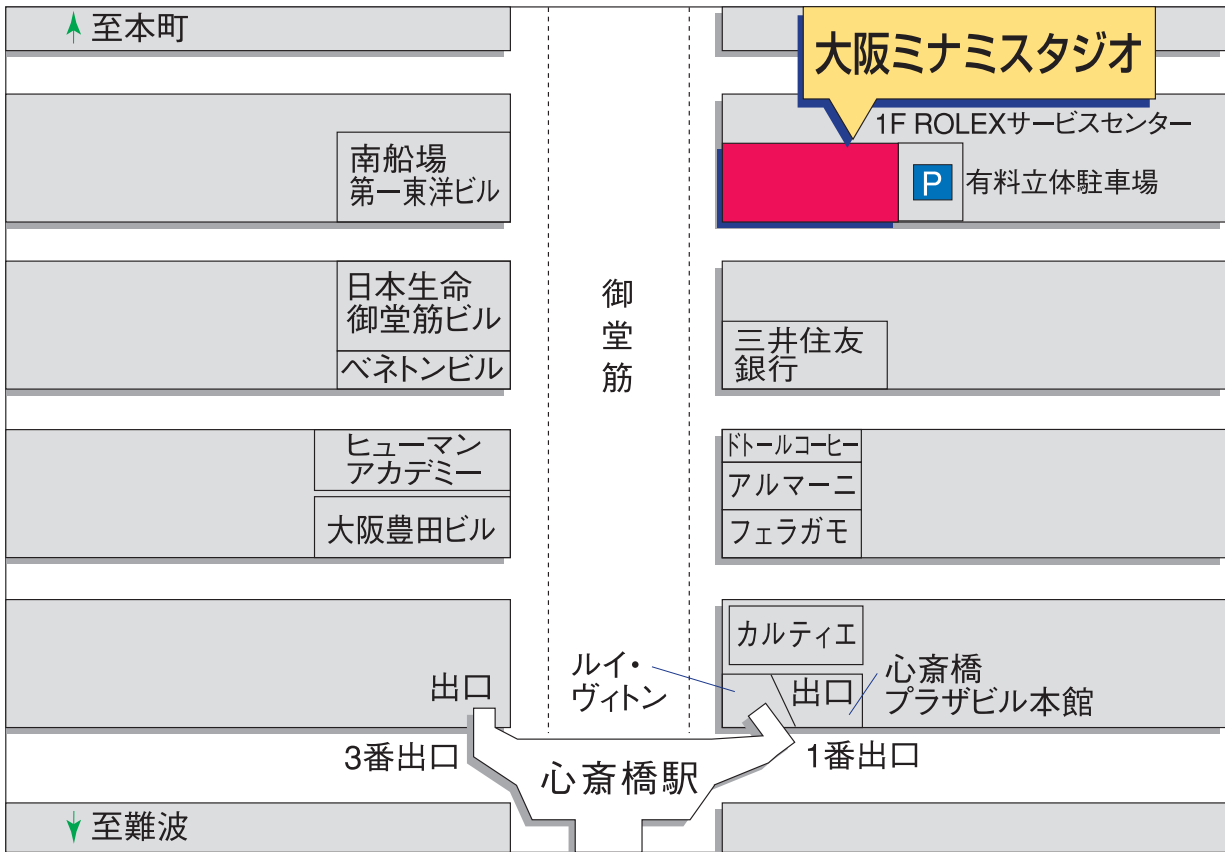 至本町
大阪ミナミスタジオ
1F ROLEXサービスセンター
南船場
第一東洋ビル
P
有料立体駐車場
日本生命
御堂筋ビル
ベネトンビル
御堂筋
三井住友
銀行
ヒューマン
アカデミー
大阪豊田ビル
ドトールコーヒー
アルマーニ
フェラガモ
カルティエ
ルイ・
ヴィトン
出口
出口
心斎橋
プラザビル本館
3番出口
心斎橋駅
1番出口
至難波